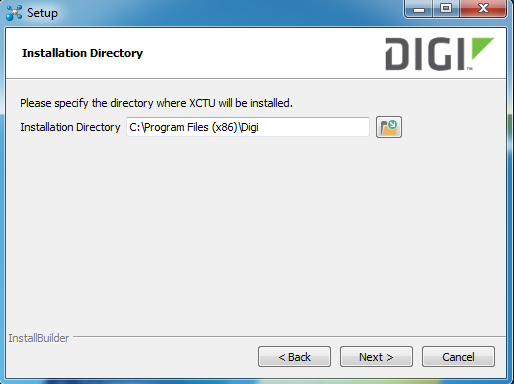 Setup
Installation Directory
DIGI
Please specify the directory where XCTU will be installed.
Installation Directory C:\Program Files (x86)\Digi
InstallBuilder
< Back Next > Cancel